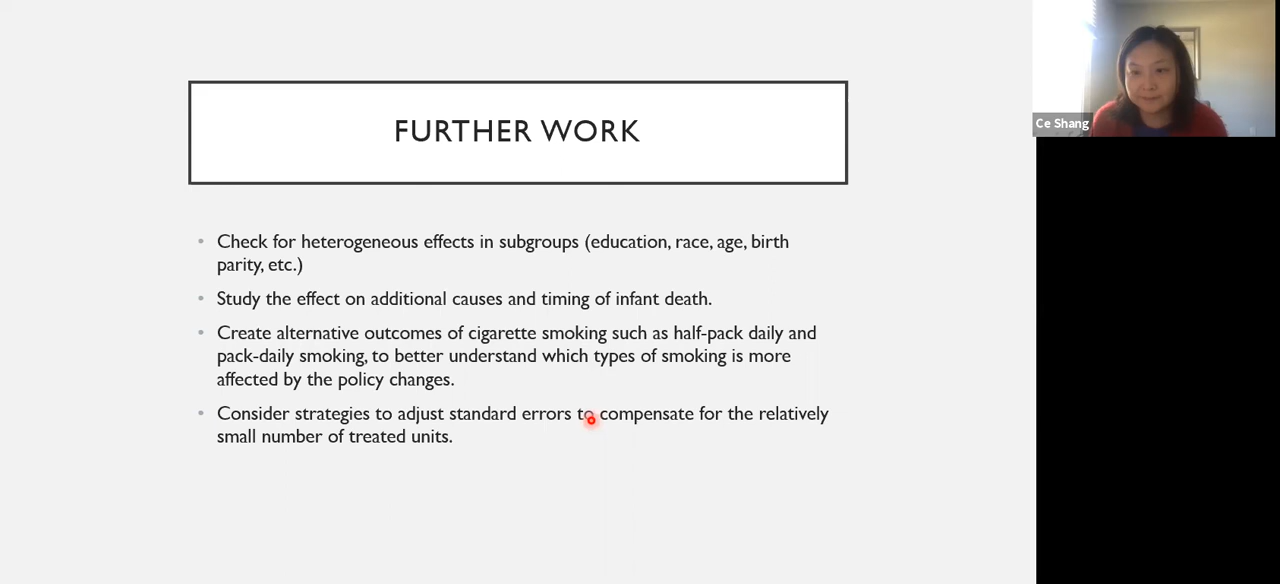 FURTHER WORK
• Check for heterogeneous effects in subgroups (education, race, age, birth
parity, etc.)
• Study the effect on additional causes and timing of infant death.
• Create alternative outcomes of cigarette smoking such as half-pack daily and
pack-daily smoking, to better understand which types of smoking is more
affected by the policy changes.
• Consider strategies to adjust standard errors to compensate for the relatively
small number of treated units.
Ce Shang